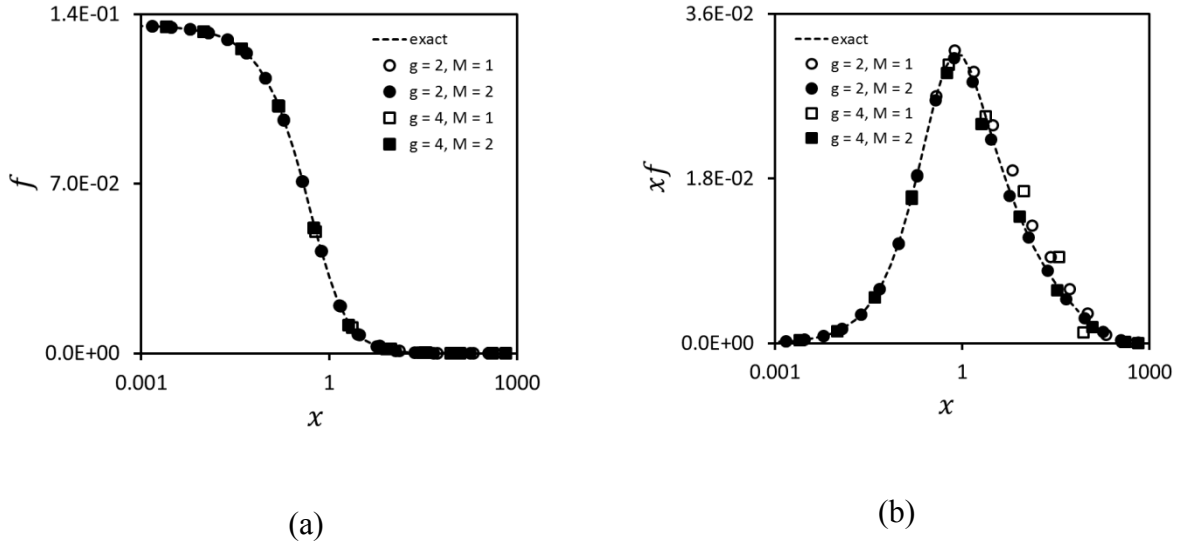 1.4E-01
7.0E-02
0.0E+00
f
exact
g = 2, M = 1
g = 2, M = 2
g = 4, M = 1
g = 4, M = 2
0.001
1
1000
x
(a)
3.6E-02
1.8E-02
0.0E+00
xf
exact
g = 2, M = 1
g = 2, M = 2
g = 4, M = 1
g = 4, M = 2
0.001
1
1000
x
(b)